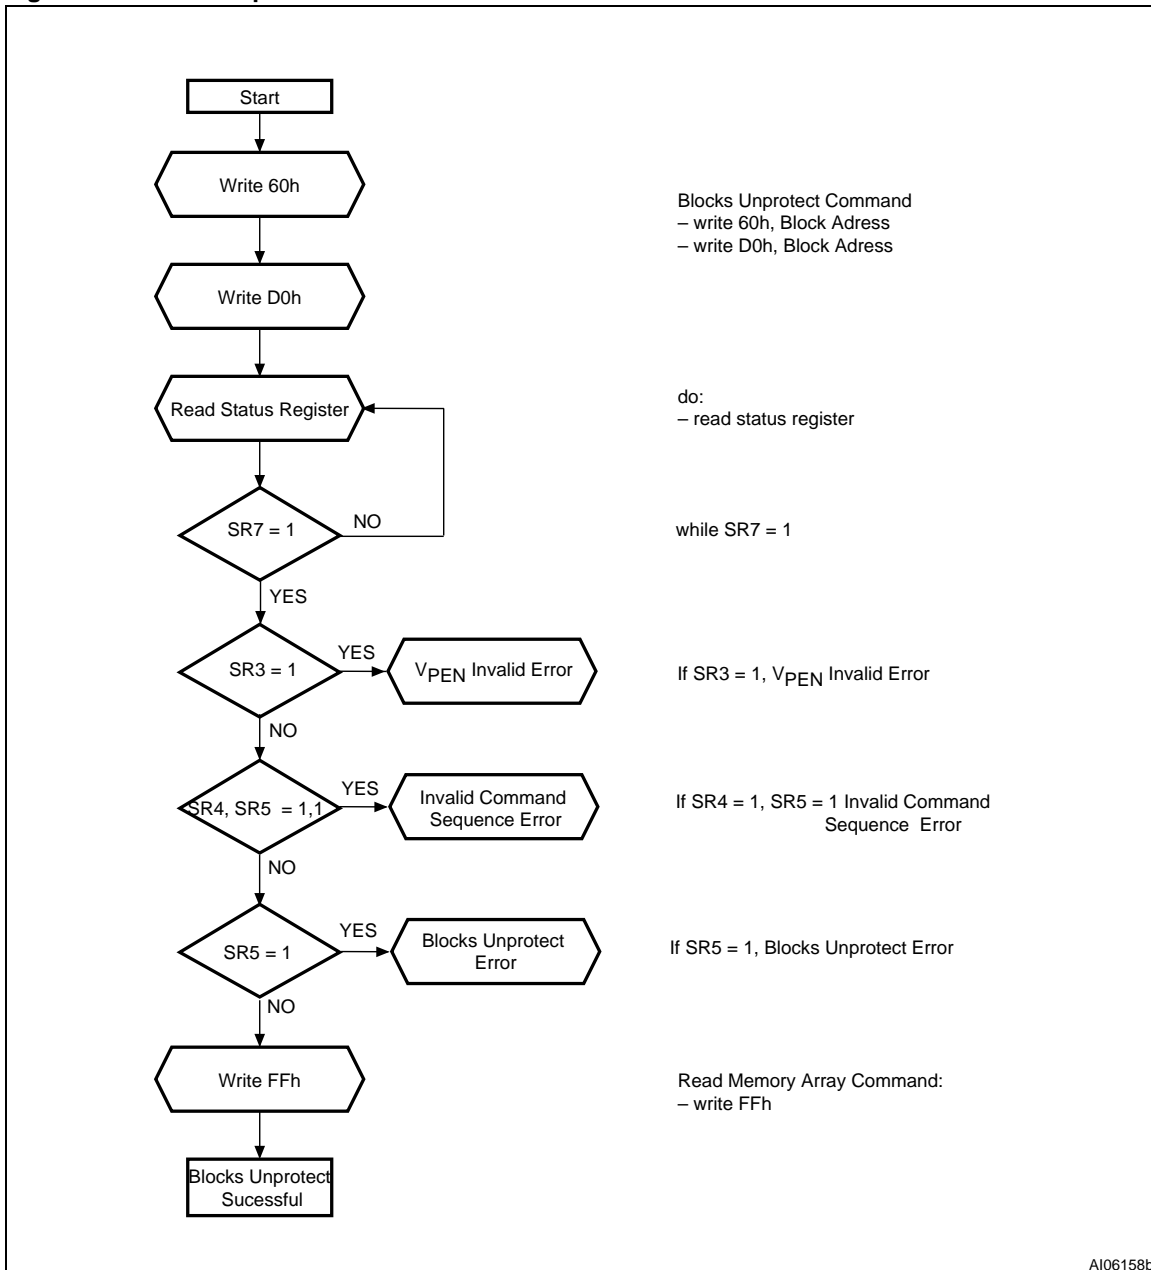 Start
Write 60h
Blocks Unprotect Command
– write 60h, Block Adress
– write D0h, Block Adress
Write D0h
Read Status Register
do:
– read status register
SR7 = 1
NO
while SR7 = 1
YES
SR3 = 1
YES
VPEN Invalid Error
If SR3 = 1, VPEN Invalid Error
NO
SR4, SR5 = 1,1
YES
Invalid Command
Sequence Error
If SR4 = 1, SR5 = 1 Invalid Command
Sequence Error
NO
SR5 = 1
YES
Blocks Unprotect
Error
If SR5 = 1, Blocks Unprotect Error
NO
Write FFh
Read Memory Array Command:
– write FFh
Blocks Unprotect
Sucessful
AI06158b